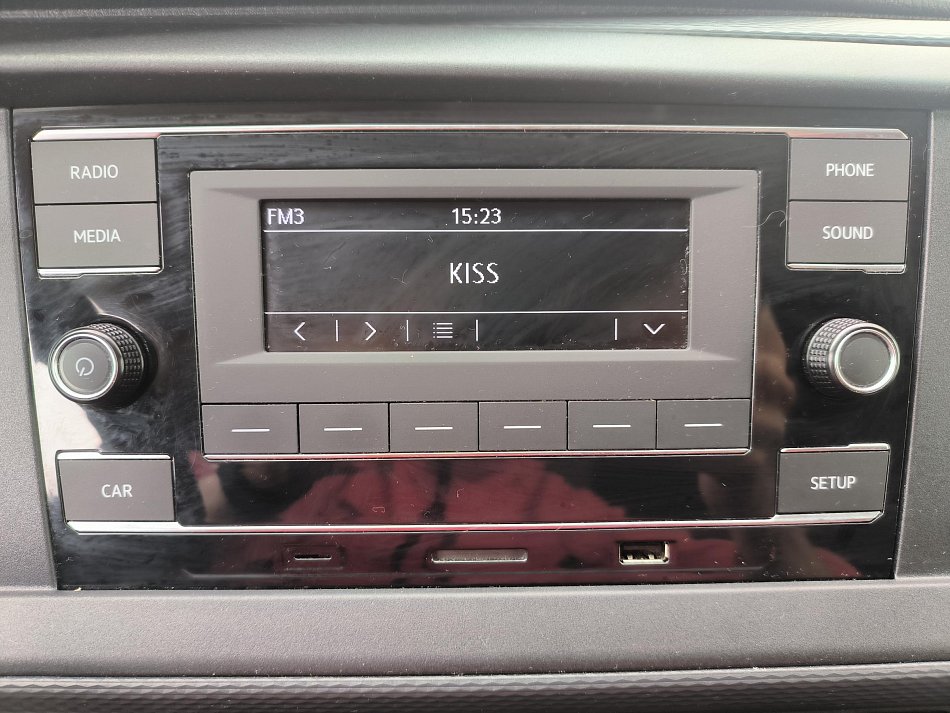 RADIO
MEDIA
FM3 15:23
KISS
PHONE
SOUND
CAR
SETUP